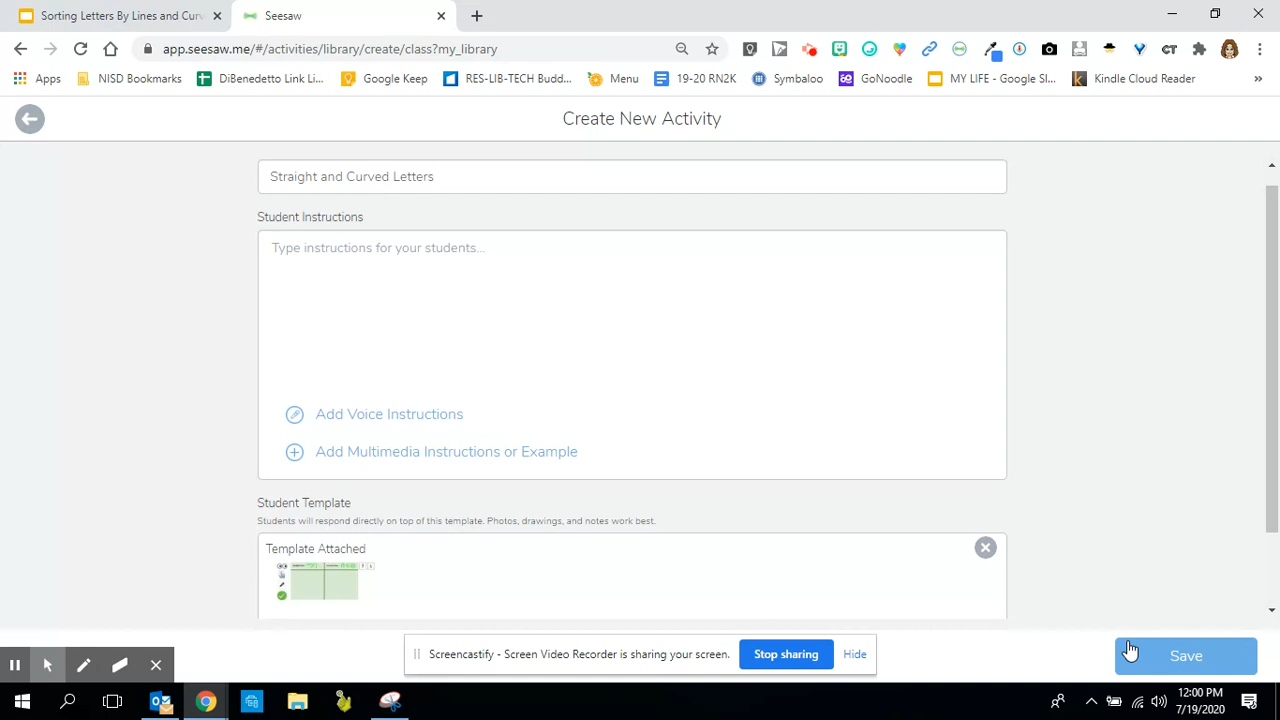 Sorting Letters By Lines and Curv
Seesaw
app.seesaw.me/#/activities/library/create/class?my_library
Apps
NISD Bookmarks
DiBenedetto Link Li...
Google Keep
RES-LIB-TECH Budd...
Menu
19-20 RN2K
Symbaloo
GoNoodle
MY LIFE - Google Sl...
Kindle Cloud Reader
Create New Activity
Straight and Curved Letters
Student Instructions
Type instructions for your students...
Add Voice Instructions
Add Multimedia Instructions or Example
Student Template
Students will respond directly on top of this template. Photos, drawings, and notes work best.
Template Attached
Screencastify - Screen Video Recorder is sharing your screen.
Stop sharing
Hide
Save
12:00 PM
7/19/2020